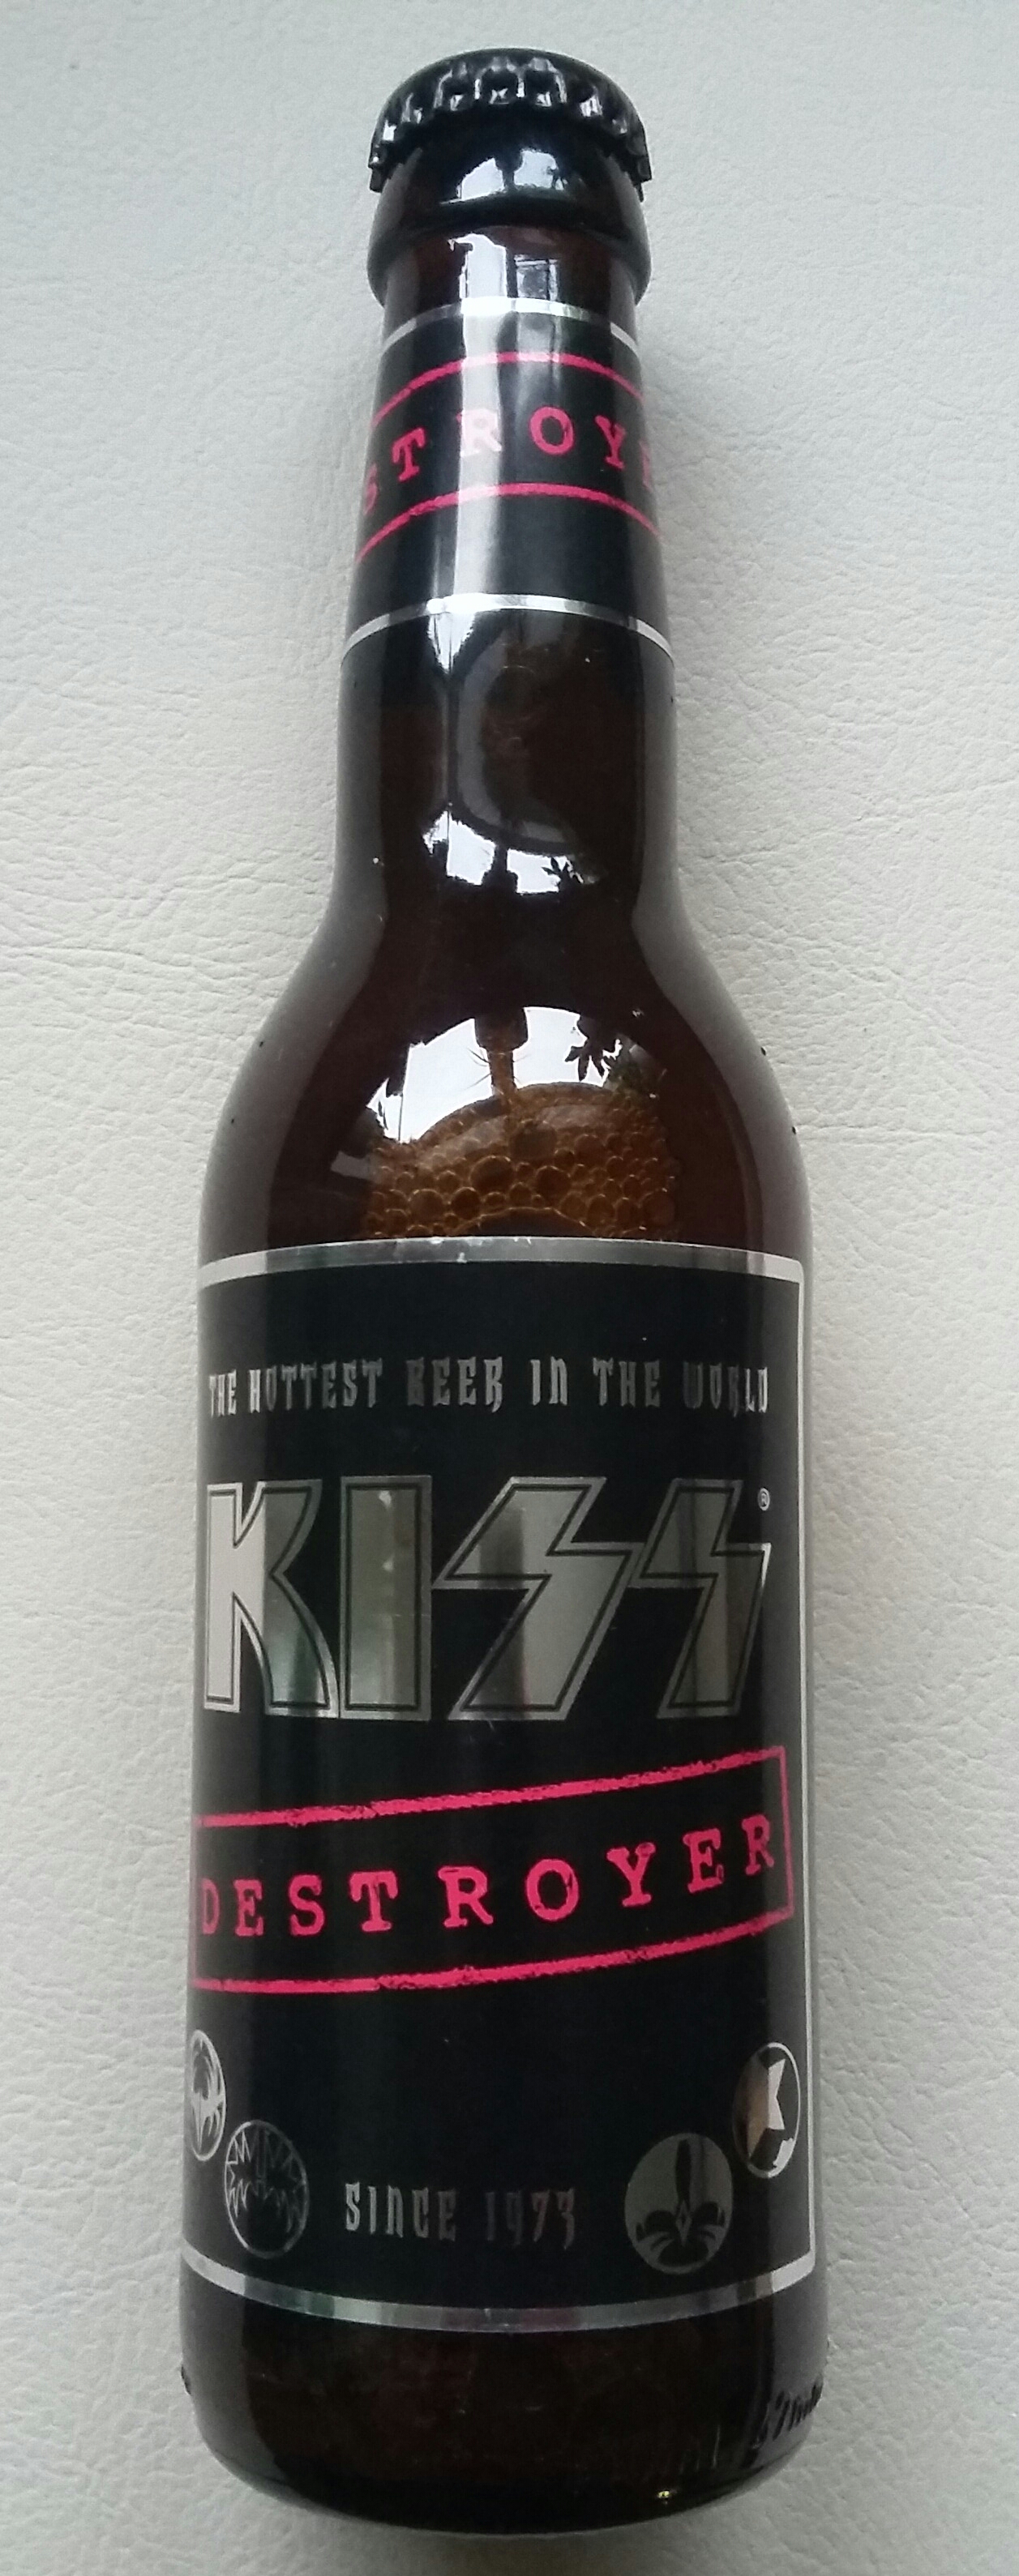 STROYE
THE HOTTEST BEER IN THE WORLD
KISS®
DESTROYER
SINCE 1973